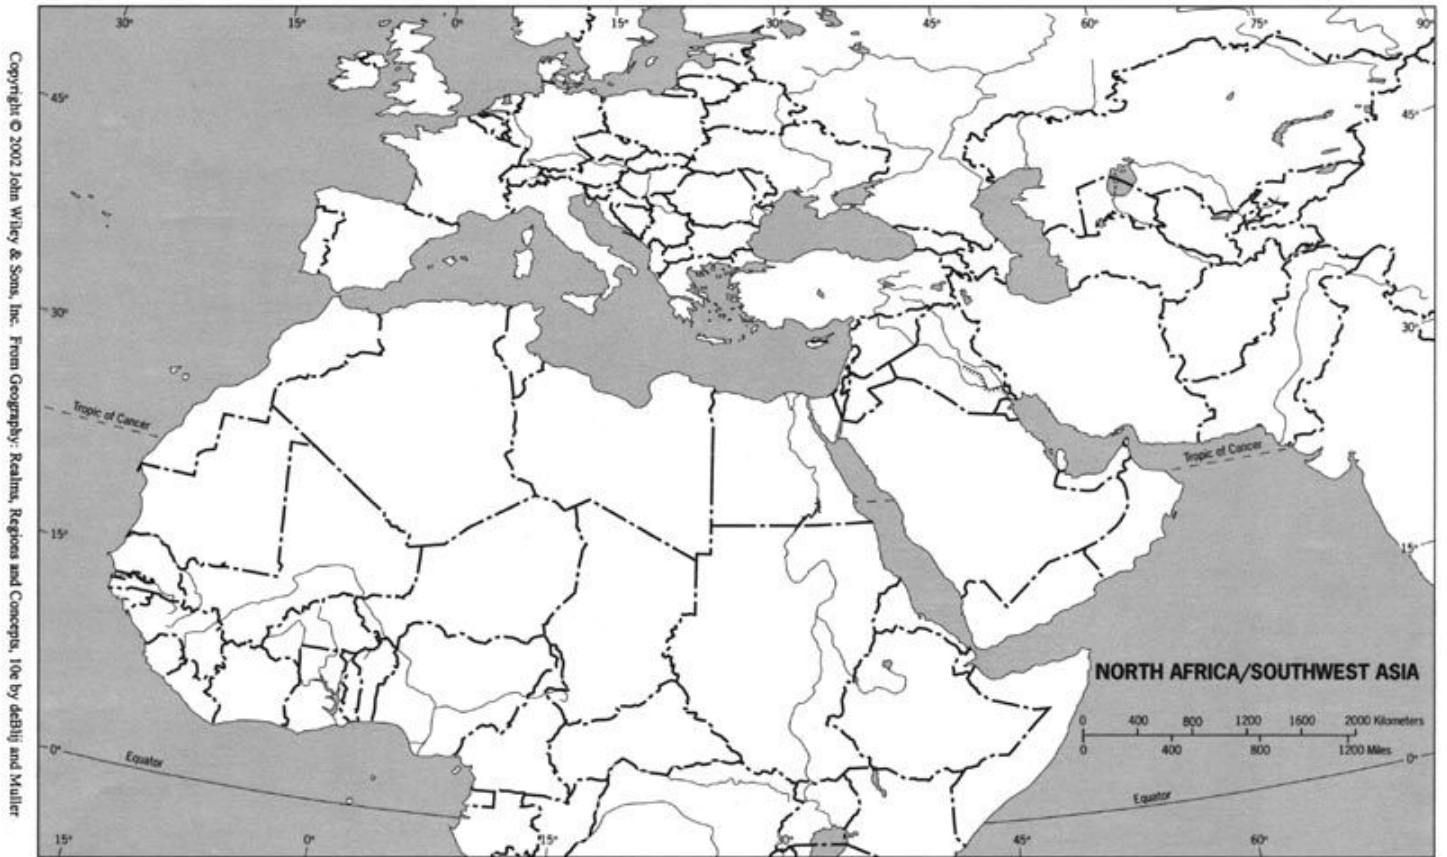 30° 15° 0° 15° 30° 45° 60° 75° 90°
45° 45°
30° 30°
Tropic of Cancer
Tropic of Cancer
15° 15°
NORTH AFRICA/SOUTHWEST ASIA
0 400 800 1200 1600 2000 Kilometers
0 400 800 1200 Miles
0° 0°
Equator
Equator
15° 0° 15° 30° 45° 60°
Copyright © 2002 John Wiley & Sons, Inc. From Geography: Realms, Regions and Concepts, 10e by deBlij and Muller